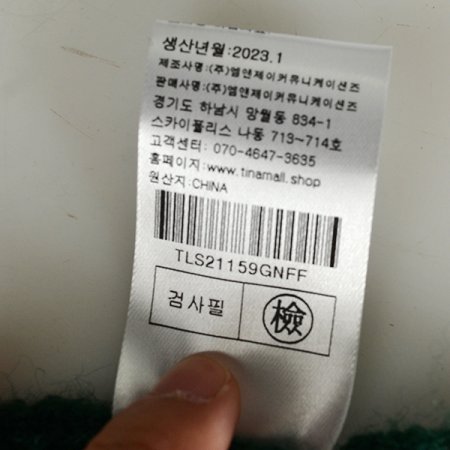 생산년월:2023.1
제조사명:(주)엠앤제이커뮤니케이션즈
판매사명:(주)엠앤제이커뮤니케이션즈
경기도 하남시 망월동 834-1
스카이폴리스 나동 713~714호
고객센터: 070-4647-3635
홈페이지:www.tinamall.shop
원산지:CHINA
TLS21159GNFF
검사필 檢